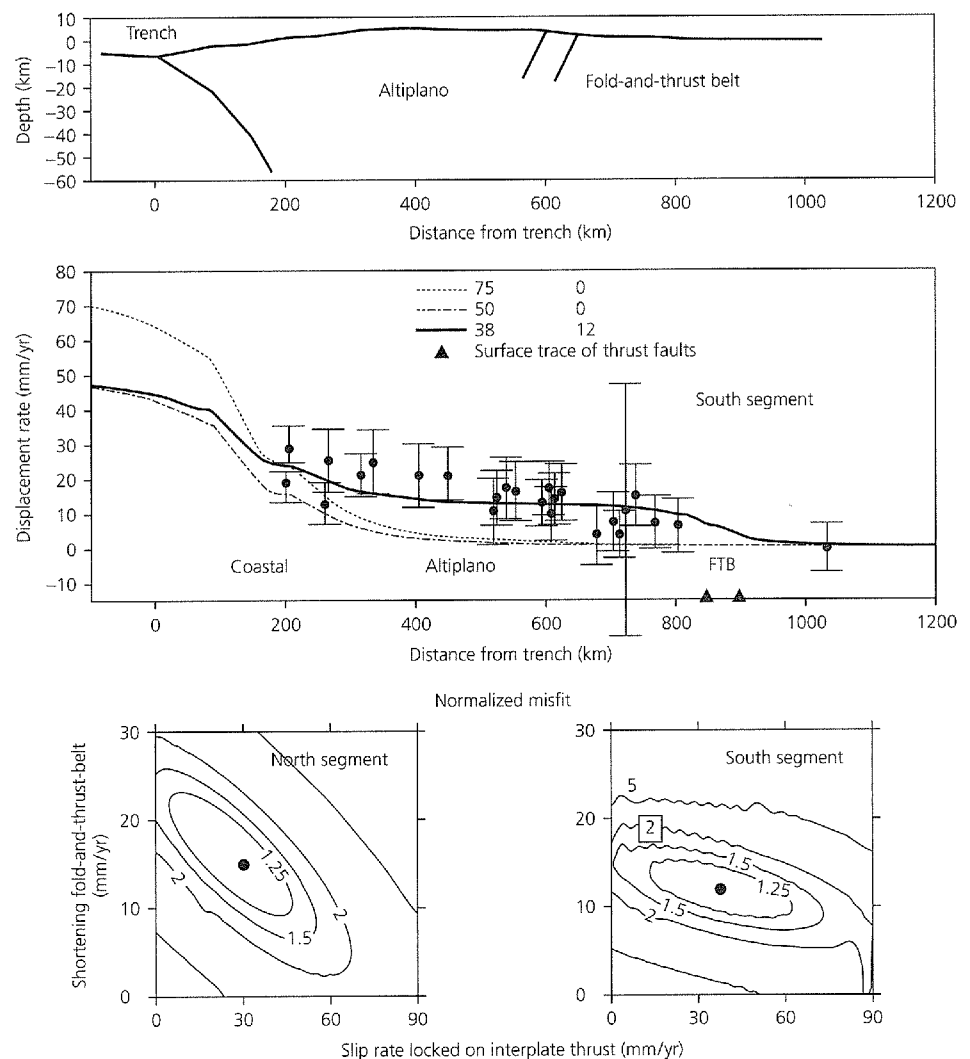 10
0
−10
−20
−30
−40
−50
−60
Depth (km)
Trench
Altiplano
Fold-and-thrust belt
0 200 400 600 800 1000 1200
Distance from trench (km)
80
70
60
50
40
30
20
10
0
−10
Displacement rate (mm/yr)
75 0
50 0
38 12
Surface trace of thrust faults
South segment
Coastal
Altiplano
FTB
0 200 400 600 800 1000 1200
Distance from trench (km)
Normalized misfit
30
20
10
0
Shortening fold-and-thrust-belt
(mm/yr)
North segment
1.25
1.5
2
2
0 30 60 90
30
20
10
0
South segment
5
2
1.5
1.25
1.5
2
0 30 60 90
Slip rate locked on interplate thrust (mm/yr)